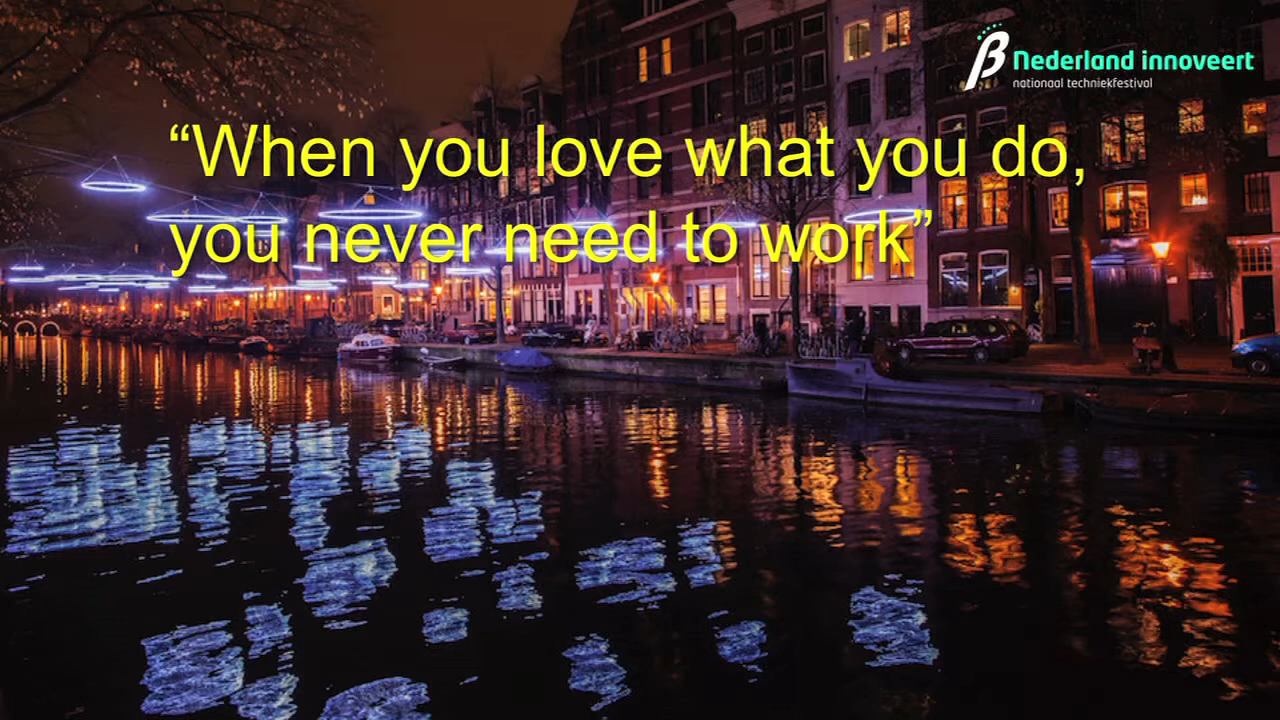 β Nederland innoveert
nationaal techniekfestival
“When you love what you do,
you never need to work”